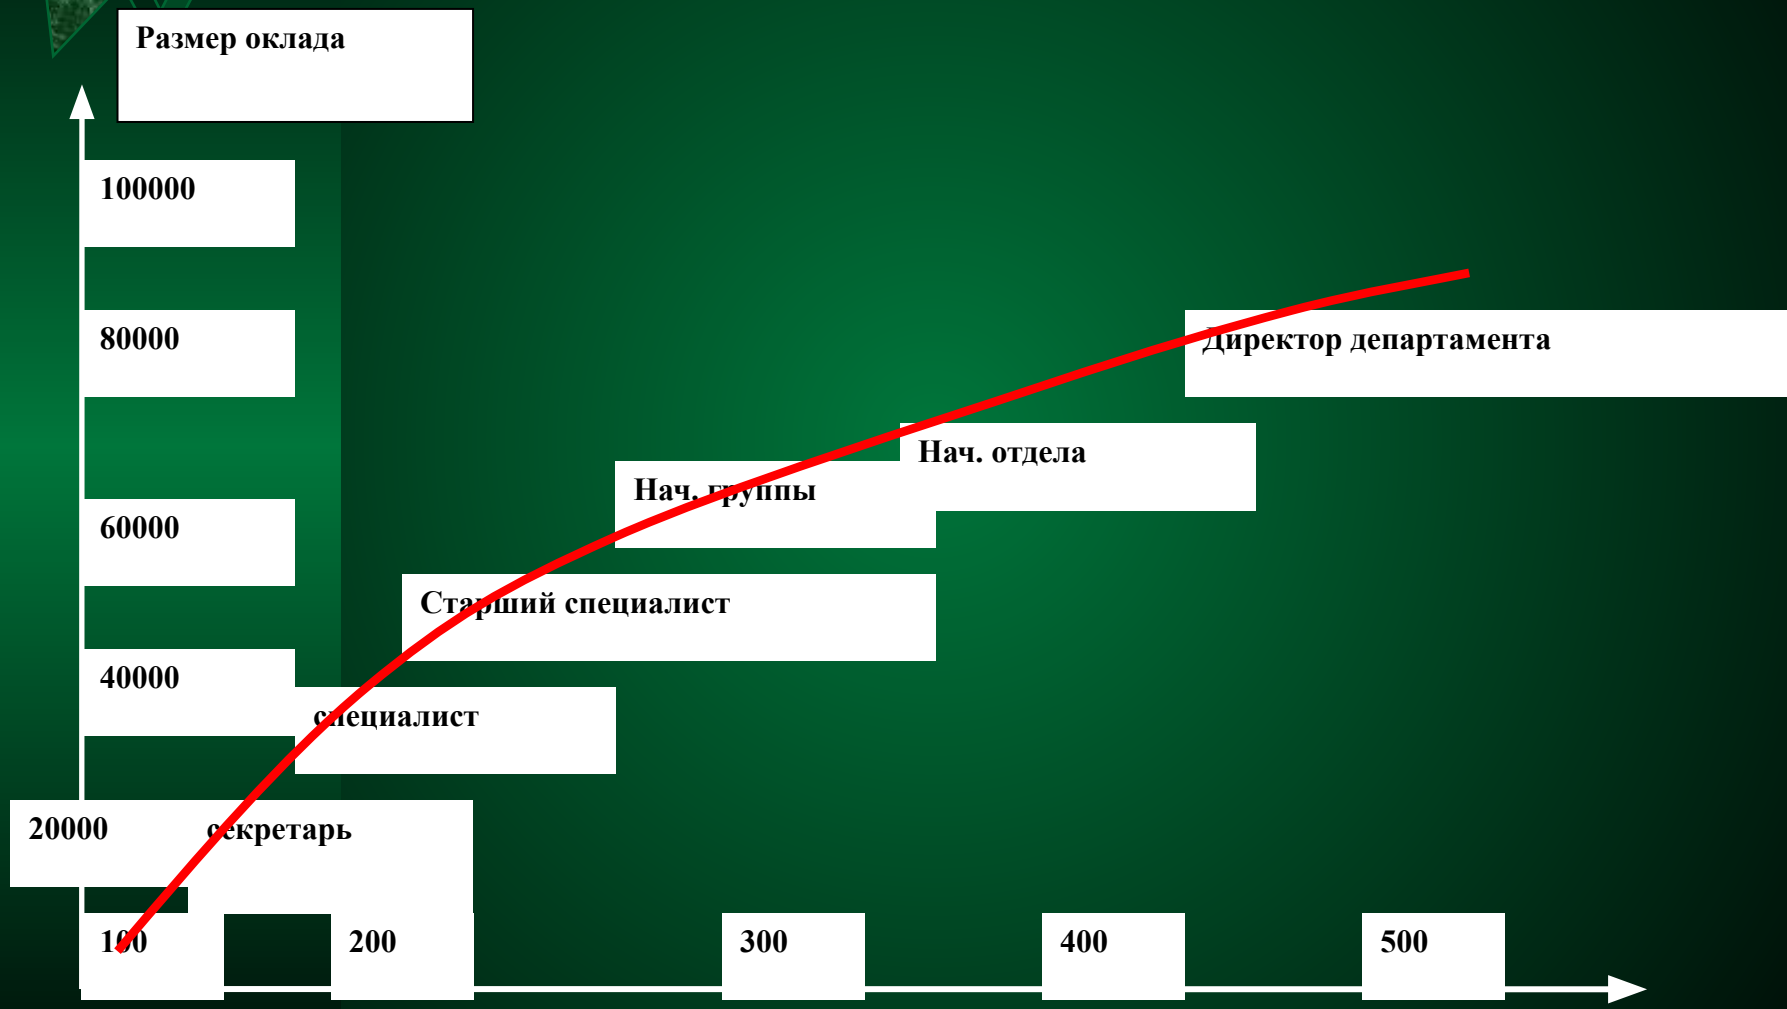 Размер оклада
100000
80000
Директор департамента
Нач. отдела
Нач. группы
60000
Старший специалист
40000
специалист
20000
секретарь
100
200
300
400
500